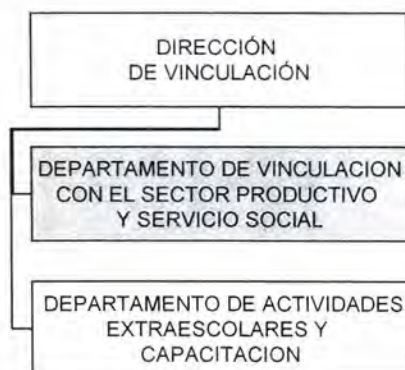 DIRECCIÓN
DE VINCULACIÓN
DEPARTAMENTO DE VINCULACION
CON EL SECTOR PRODUCTIVO
Y SERVICIO SOCIAL
DEPARTAMENTO DE ACTIVIDADES
EXTRAESCOLARES Y
CAPACITACION